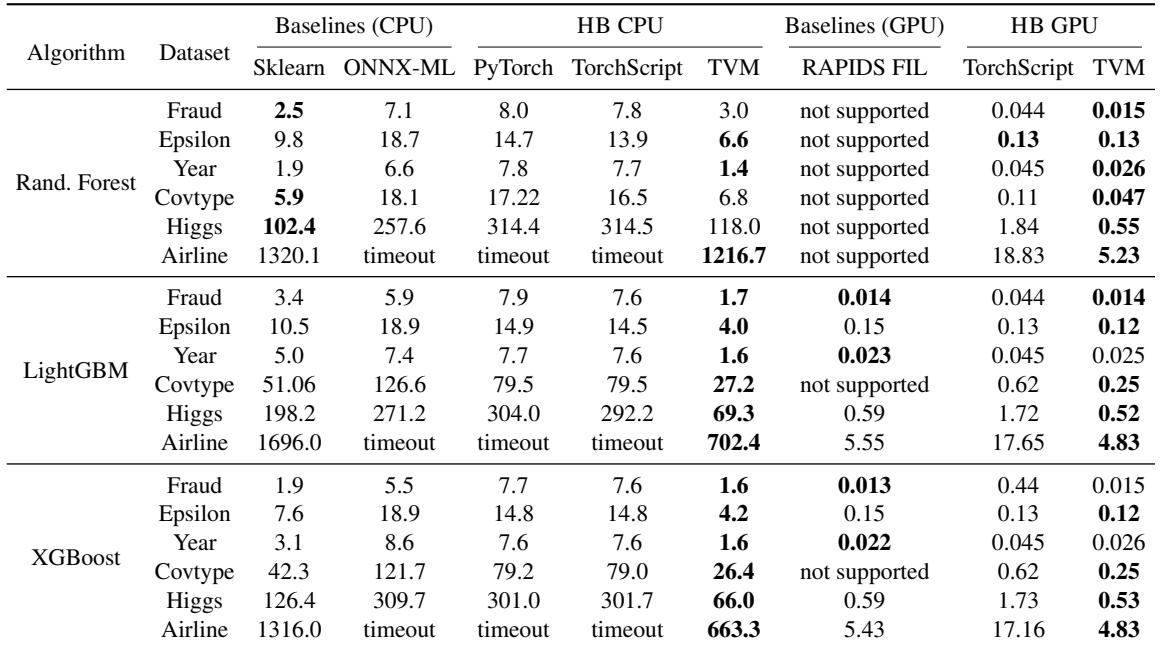 Algorithm Dataset Baselines (CPU) HB CPU Baselines (GPU) HB GPU
Sklearn ONNX-ML PyTorch TorchScript TVM RAPIDS FIL TorchScript TVM
Rand. Forest
Fraud 2.5 7.1 8.0 7.8 3.0 not supported 0.044 0.015
Epsilon 9.8 18.7 14.7 13.9 6.6 not supported 0.13 0.13
Year 1.9 6.6 7.8 7.7 1.4 not supported 0.045 0.026
Covtype 5.9 18.1 17.22 16.5 6.8 not supported 0.11 0.047
Higgs 102.4 257.6 314.4 314.5 118.0 not supported 1.84 0.55
Airline 1320.1 timeout timeout timeout 1216.7 not supported 18.83 5.23
LightGBM
Fraud 3.4 5.9 7.9 7.6 1.7 0.014 0.044 0.014
Epsilon 10.5 18.9 14.9 14.5 4.0 0.15 0.13 0.12
Year 5.0 7.4 7.7 7.6 1.6 0.023 0.045 0.025
Covtype 51.06 126.6 79.5 79.5 27.2 not supported 0.62 0.25
Higgs 198.2 271.2 304.0 292.2 69.3 0.59 1.72 0.52
Airline 1696.0 timeout timeout timeout 702.4 5.55 17.65 4.83
XGBoost
Fraud 1.9 5.5 7.7 7.6 1.6 0.013 0.44 0.015
Epsilon 7.6 18.9 14.8 14.8 4.2 0.15 0.13 0.12
Year 3.1 8.6 7.6 7.6 1.6 0.022 0.045 0.026
Covtype 42.3 121.7 79.2 79.0 26.4 not supported 0.62 0.25
Higgs 126.4 309.7 301.0 301.7 66.0 0.59 1.73 0.53
Airline 1316.0 timeout timeout timeout 663.3 5.43 17.16 4.83